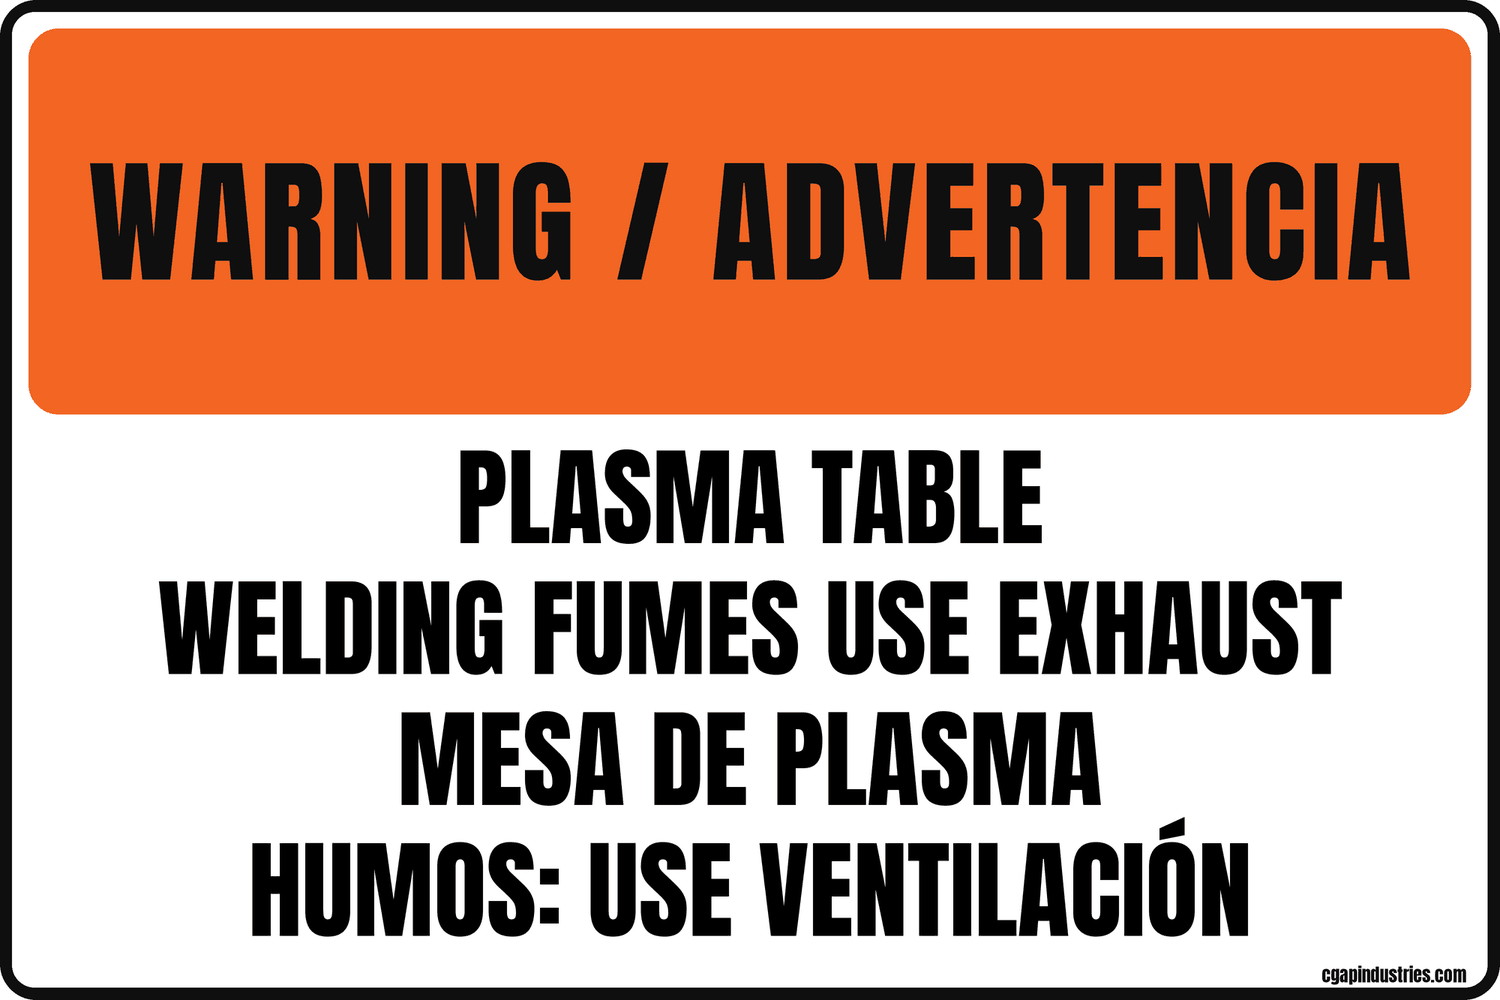 WARNING / ADVERTENCIA
PLASMA TABLE
WELDING FUMES USE EXHAUST
MESA DE PLASMA
HUMOS: USE VENTILACIÓN
cgapindustries.com